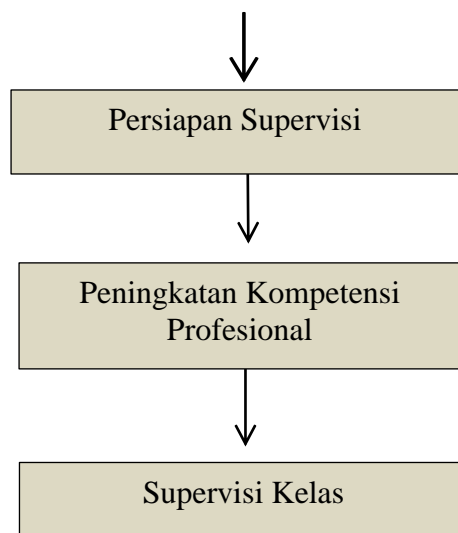 Persiapan Supervisi
Peningkatan Kompetensi
Profesional
Supervisi Kelas